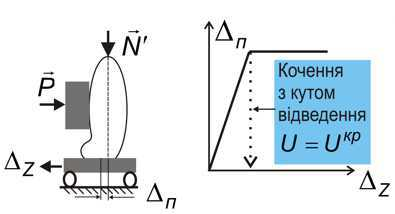 N⃗′
P⃗
Δz
Δп
Δп
Кочення
з кутом
відведення
U = Uкр
Δz